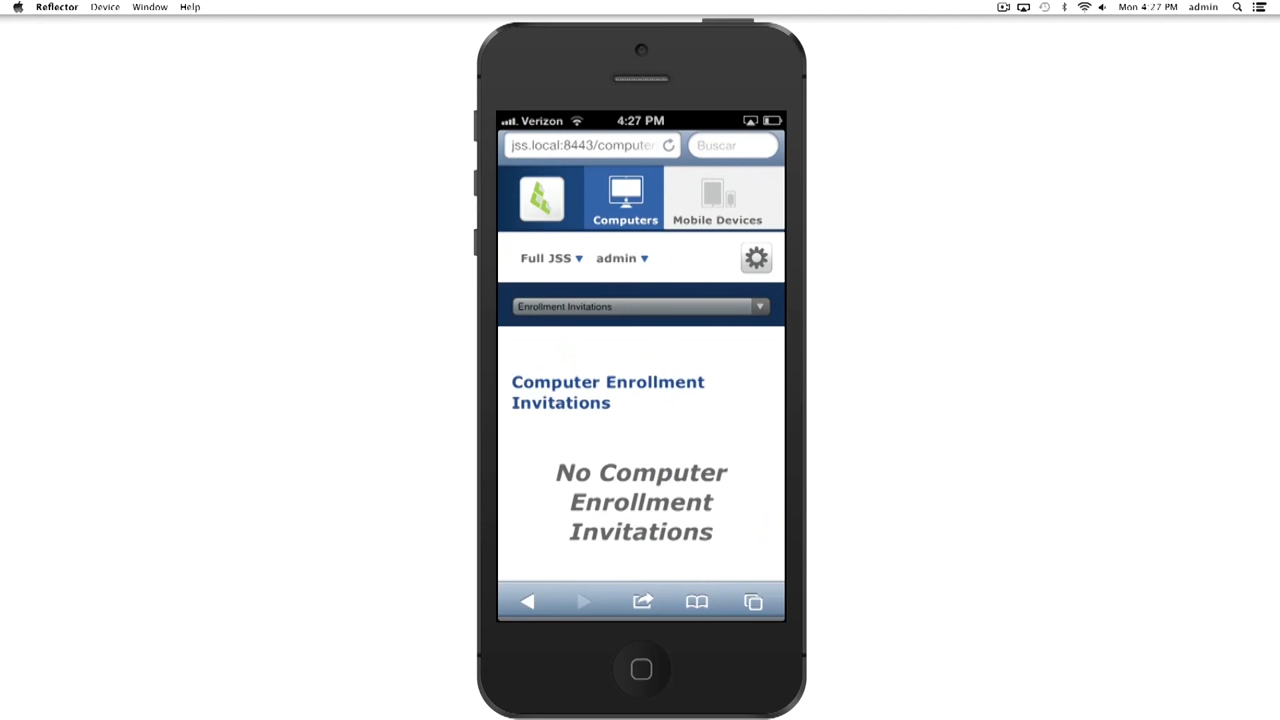 Reflector Device Window Help Mon 4:27 PM admin
Verizon 4:27 PM
jss.local:8443/computer Buscar
Computers Mobile Devices
Full JSS admin
Enrollment Invitations
Computer Enrollment
Invitations
No Computer
Enrollment
Invitations